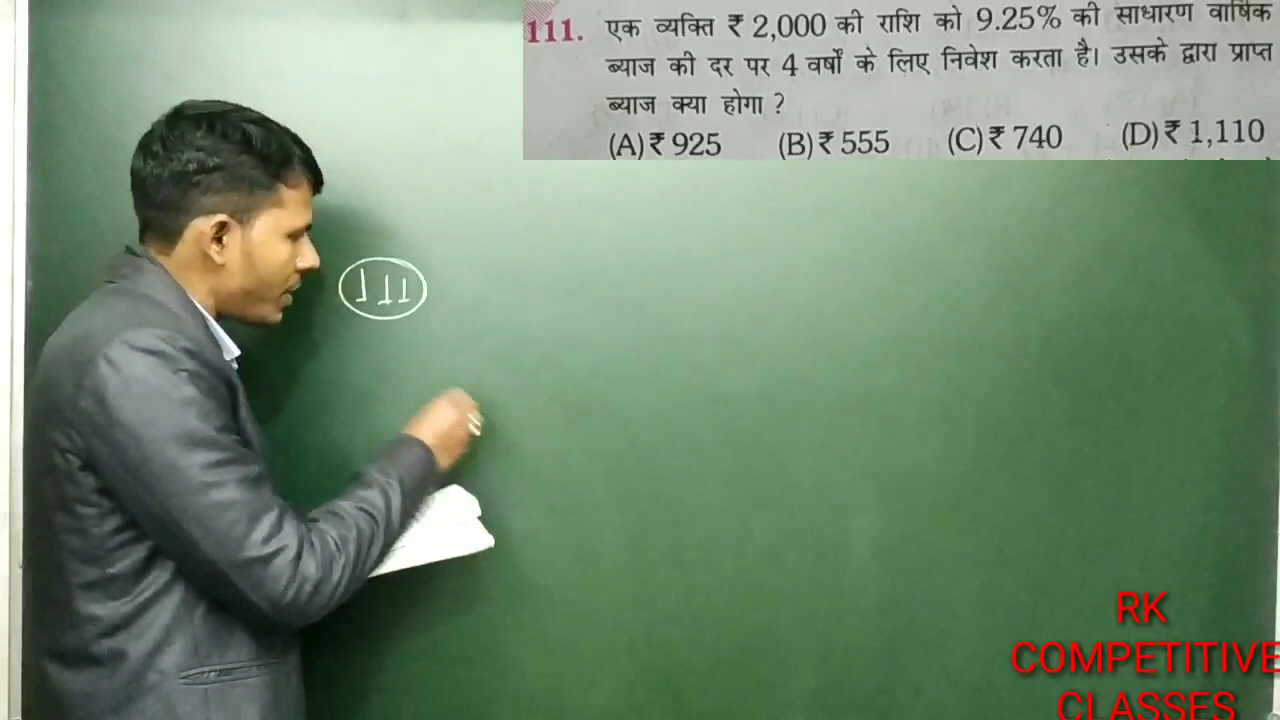 111. एक व्यक्ति ₹ 2,000 की राशि को 9.25% की साधारण वार्षिक
ब्याज की दर पर 4 वर्षों के लिए निवेश करता है। उसके द्वारा प्राप्त
ब्याज क्या होगा ?
(A) ₹ 925 (B) ₹ 555 (C) ₹ 740 (D) ₹ 1,110
111
RK
COMPETITIVE
CLASSES